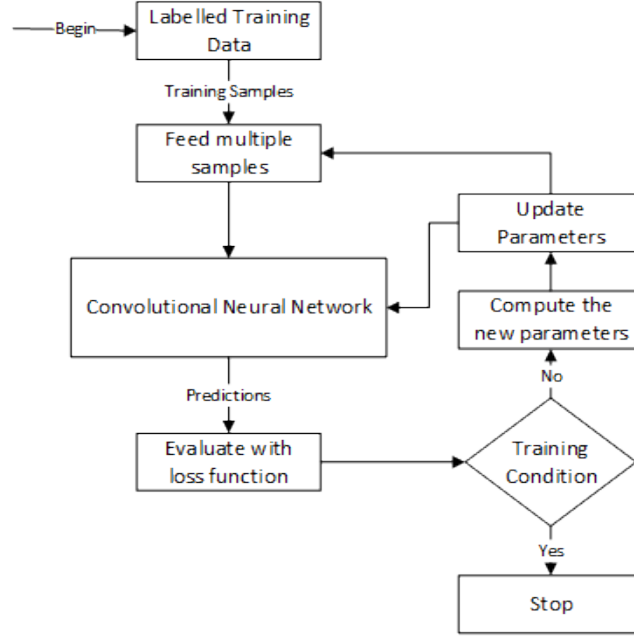 Begin
Labelled Training
Data
Training Samples
Feed multiple
samples
Update
Parameters
Convolutional Neural Network
Compute the
new parameters
No
Predictions
Evaluate with
loss function
Training
Condition
Yes
Stop